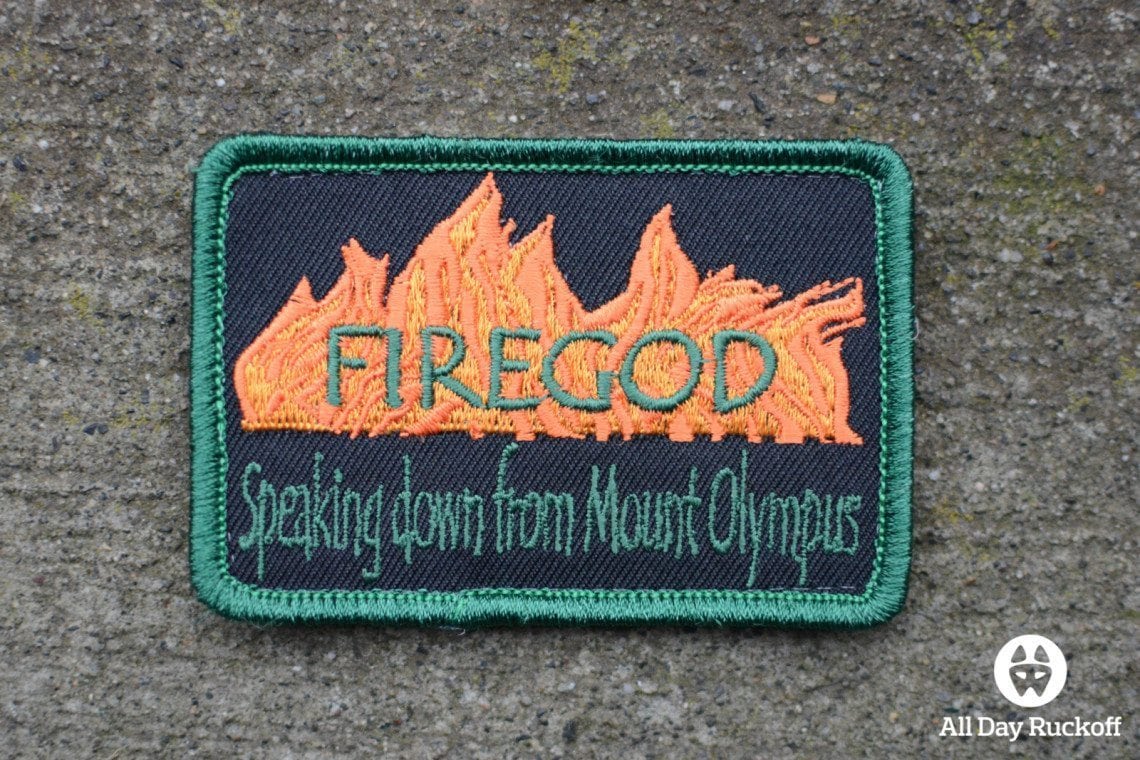 FIREGOD
Speaking down from Mount Olympus
All Day Ruckoff